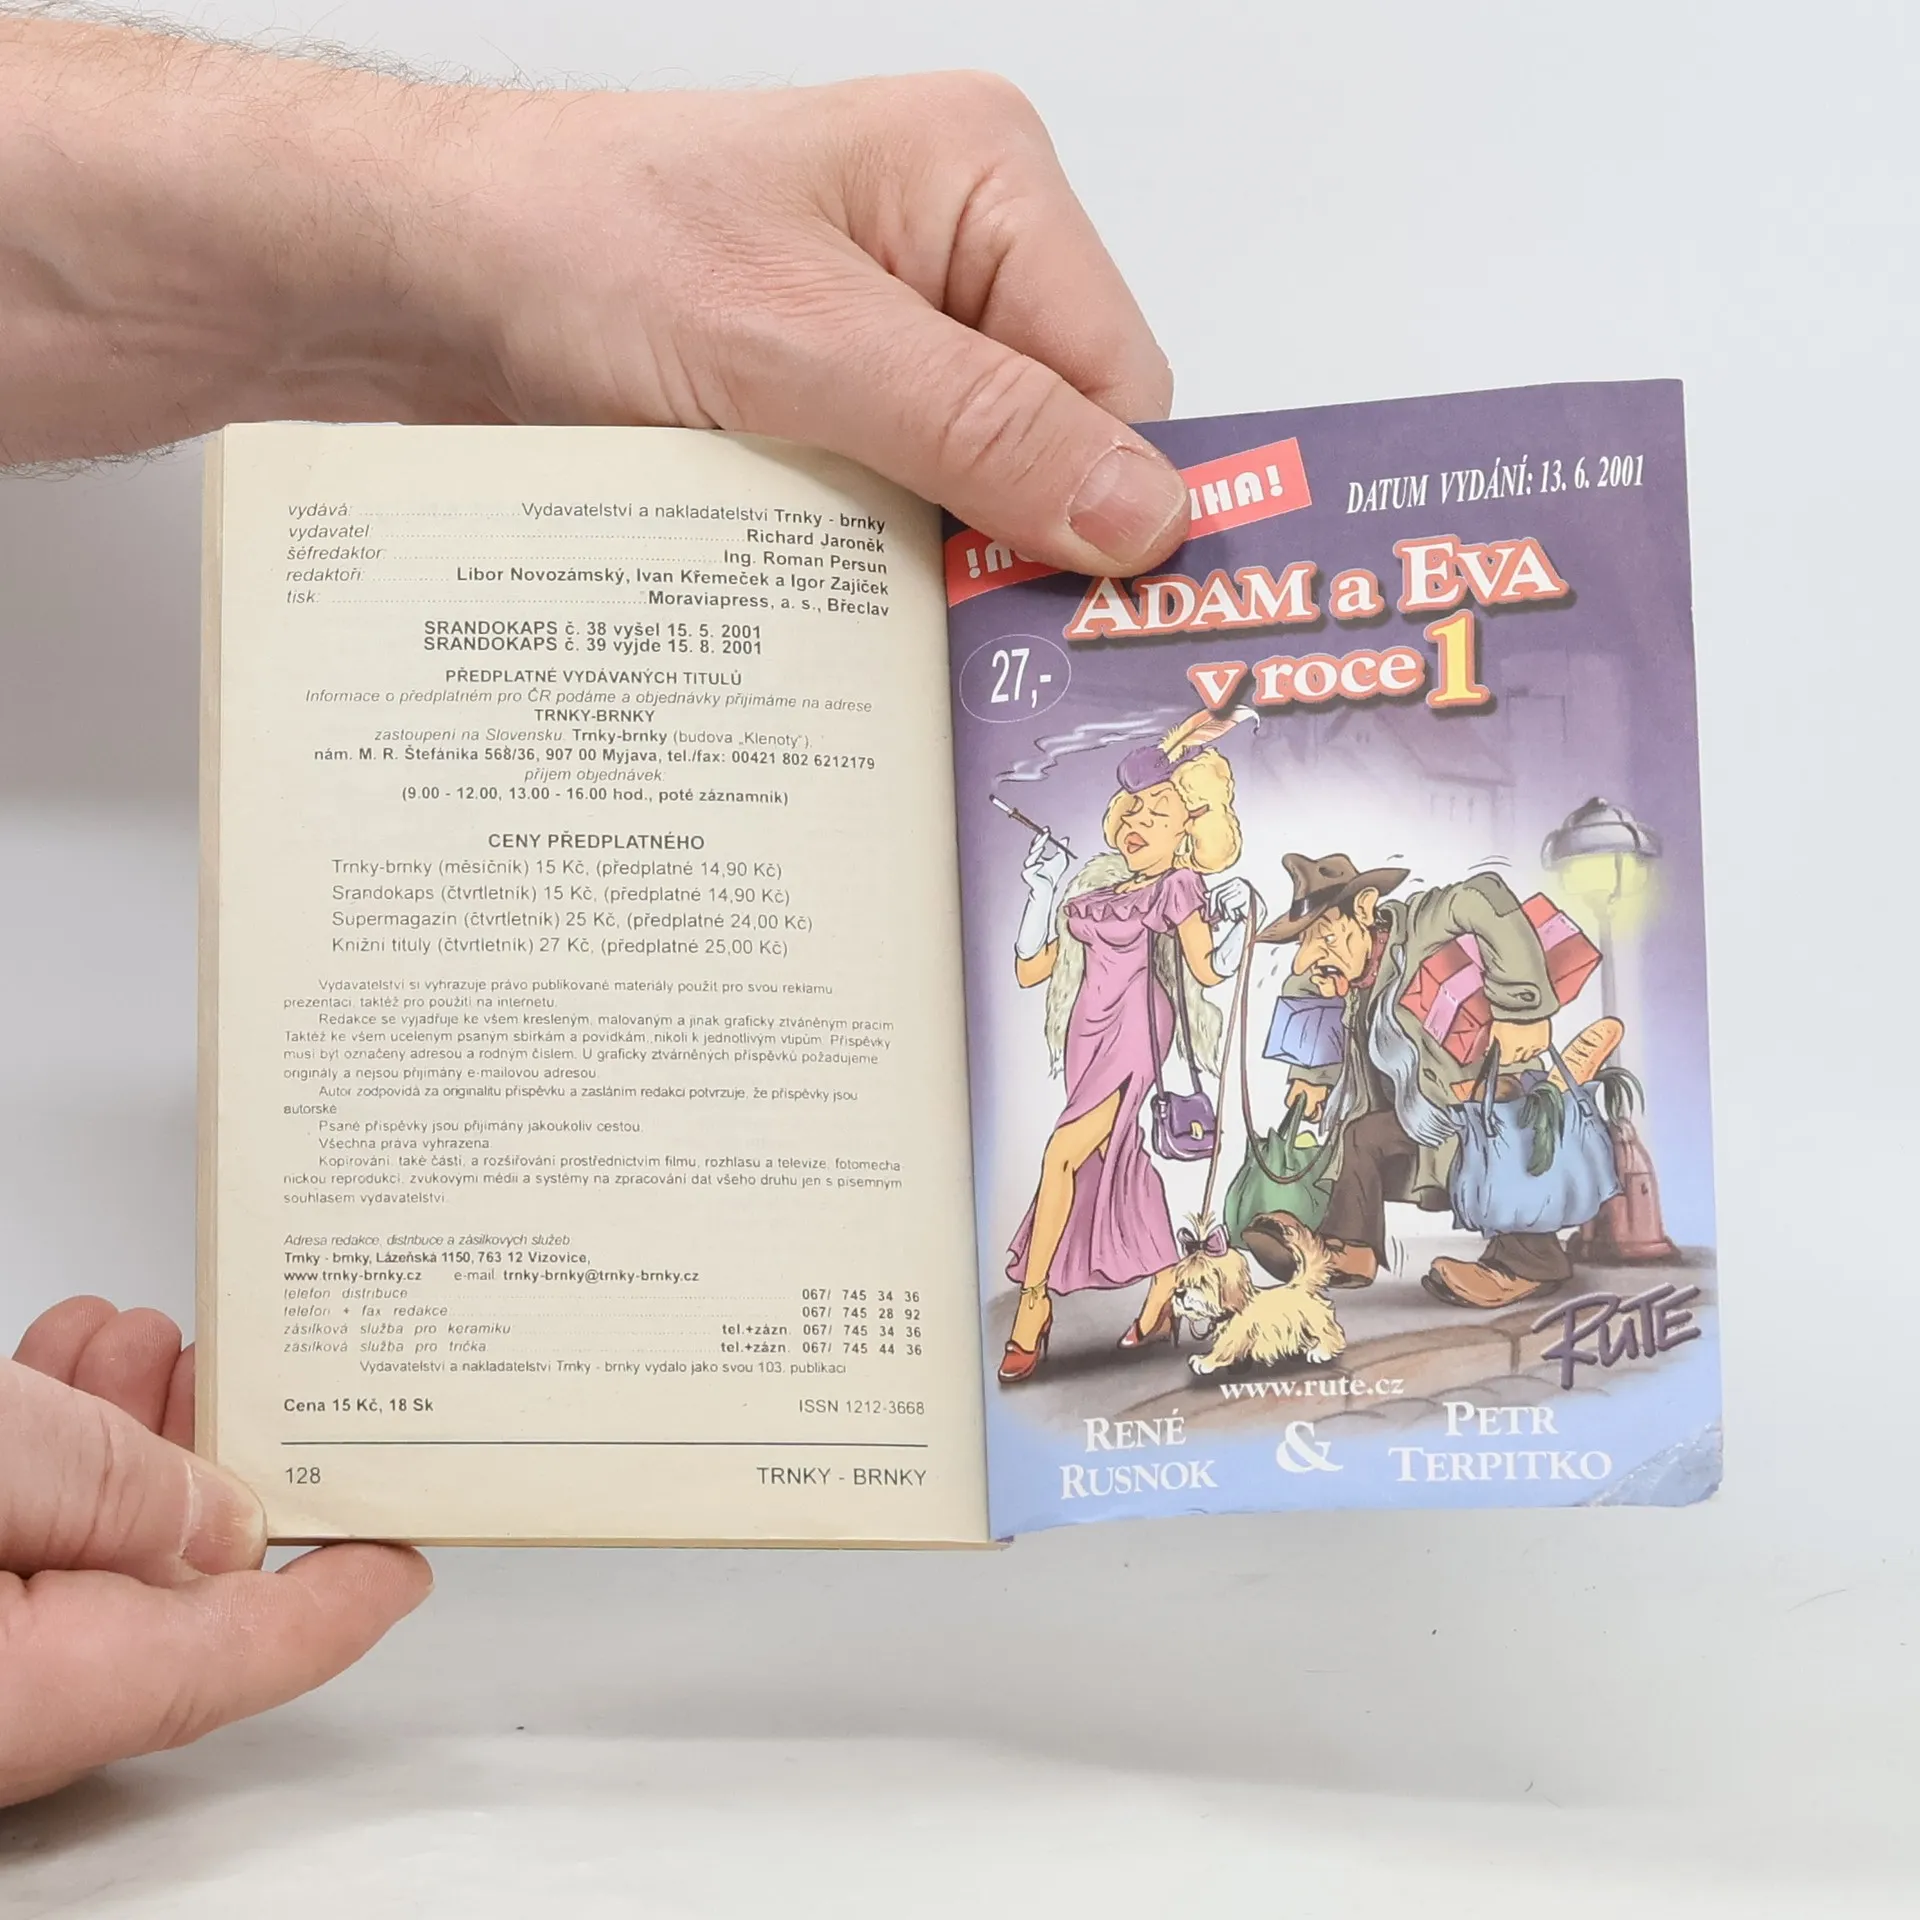 vydává: Vydavatelství a nakladatelství Trnky - brnky
vydavatel: Richard Jaroněk
šéfredaktor: Ing. Roman Persun
redaktoři: Libor Novozámský, Ivan Křemeček a Igor Zajíček
tisk: Moraviapress, a. s., Břeclav
SRANDOKAPS č. 38 vyšel 15. 5. 2001
SRANDOKAPS č. 39 vyjde 15. 8. 2001
PŘEDPLATNÉ VYDÁVANÝCH TITULŮ
Informace o předplatném pro ČR podáme a objednávky přijímáme na adrese
TRNKY-BRNKY
zastoupení na Slovensku: Trnky-brnky (budova „Klenoty"),
nám. M. R. Štefánika 568/36, 907 00 Myjava, tel./fax: 00421 802 6212179
příjem objednávek:
(9.00 - 12.00, 13.00 - 16.00 hod., poté záznamník)
CENY PŘEDPLATNÉHO
Trnky-brnky (měsíčník) 15 Kč, (předplatné 14,90 Kč)
Srandokaps (čtvrtletník) 15 Kč, (předplatné 14,90 Kč)
Supermagazin (čtvrtletník) 25 Kč, (předplatné 24,00 Kč)
Knižní tituly (čtvrtletník) 27 Kč, (předplatné 25,00 Kč)
Vydavatelství si vyhrazuje právo publikované materiály použít pro svou reklamu
prezentaci, taktéž pro použití na internetu.
Redakce se vyjadřuje ke všem kresleným, malovaným a jinak graficky ztváněným pracím
Taktéž ke všem uceleným psaným sbírkám a povídkám, nikoli k jednotlivým vtipům. Příspěvky
musí být označeny adresou a rodným číslem. U graficky ztvárněných příspěvků požadujeme
originály a nejsou přijímány e-mailovou adresou.
Autor zodpovídá za originalitu příspěvku a zasláním redakci potvrzuje, že příspěvky jsou
autorské.
Psané příspěvky jsou přijímány jakoukoliv cestou.
Všechna práva vyhrazena.
Kopírování, také částí, a rozšiřování prostřednictvím filmu, rozhlasu a televize, fotomecha-
nickou reprodukcí, zvukovými médii a systémy na zpracování dat všeho druhu jen s písemným
souhlasem vydavatelství.
Adresa redakce, distribuce a zásilkových služeb:
Trnky - brnky, Lázeňská 1150, 763 12 Vizovice,
www.trnky-brnky.cz e-mail: trnky-brnky@trnky-brnky.cz
telefon distribuce 067/ 745 34 36
telefon + fax redakce 067/ 745 28 92
zásilková služba pro keramiku tel.+zázn. 067/ 745 34 36
zásilková služba pro trička tel.+zázn. 067/ 745 44 36
Vydavatelství a nakladatelství Trnky - brnky vydalo jako svou 103. publikaci
Cena 15 Kč, 18 Sk ISSN 1212-3668
128 TRNKY - BRNKY
DATUM VYDÁNÍ: 13. 6. 2001
ADAM a EVA
v roce 1
27,-
RUTE
www.rute.cz
RENÉ RUSNOK & PETR TERPITKO